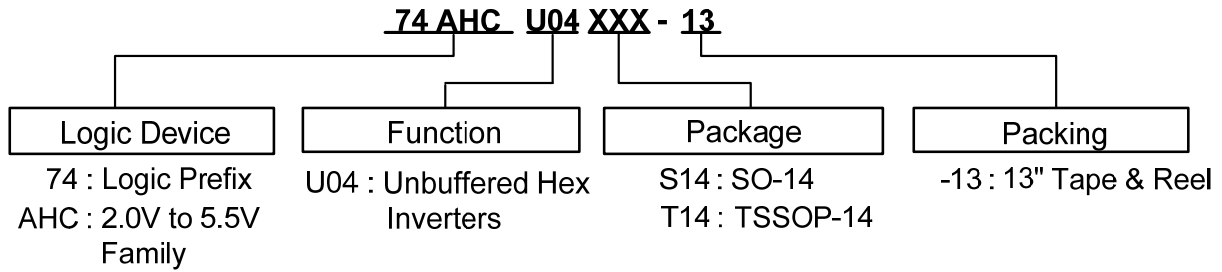 74 AHC U04 XXX - 13
Logic Device
74 : Logic Prefix
AHC : 2.0V to 5.5V
Family
Function
U04 : Unbuffered Hex
Inverters
Package
S14 : SO-14
T14 : TSSOP-14
Packing
-13 : 13" Tape & Reel